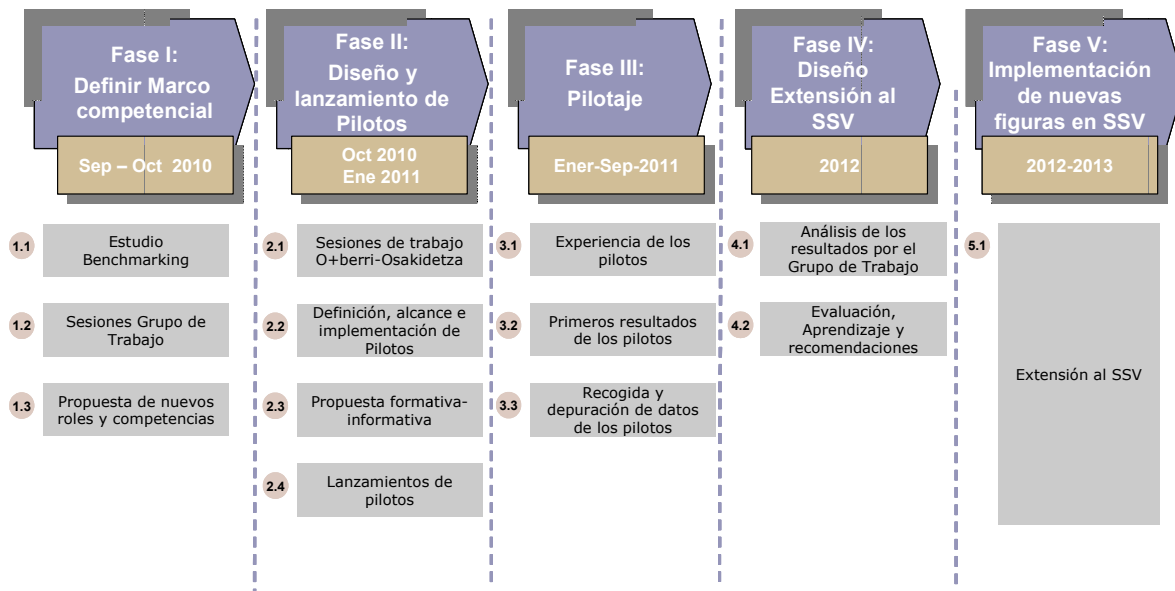 Fase I:
Definir Marco
competencial
Sep – Oct 2010
1.1
Estudio
Benchmarking
1.2
Sesiones Grupo de
Trabajo
1.3
Propuesta de nuevos
roles y competencias
Fase II:
Diseño y
lanzamiento de
Pilotos
Oct 2010
Ene 2011
2.1
Sesiones de trabajo
O+berri-Osakidetza
2.2
Definición, alcance e
implementación de
Pilotos
2.3
Propuesta formativa-
informativa
2.4
Lanzamientos de
pilotos
Fase III:
Pilotaje
Ener-Sep-2011
3.1
Experiencia de los
pilotos
3.2
Primeros resultados
de los pilotos
3.3
Recogida y
depuración de datos
de los pilotos
Fase IV:
Diseño
Extensión al
SSV
2012
4.1
Análisis de los
resultados por el
Grupo de Trabajo
4.2
Evaluación,
Aprendizaje y
recomendaciones
Fase V:
Implementación
de nuevas
figuras en SSV
2012-2013
5.1
Extensión al SSV